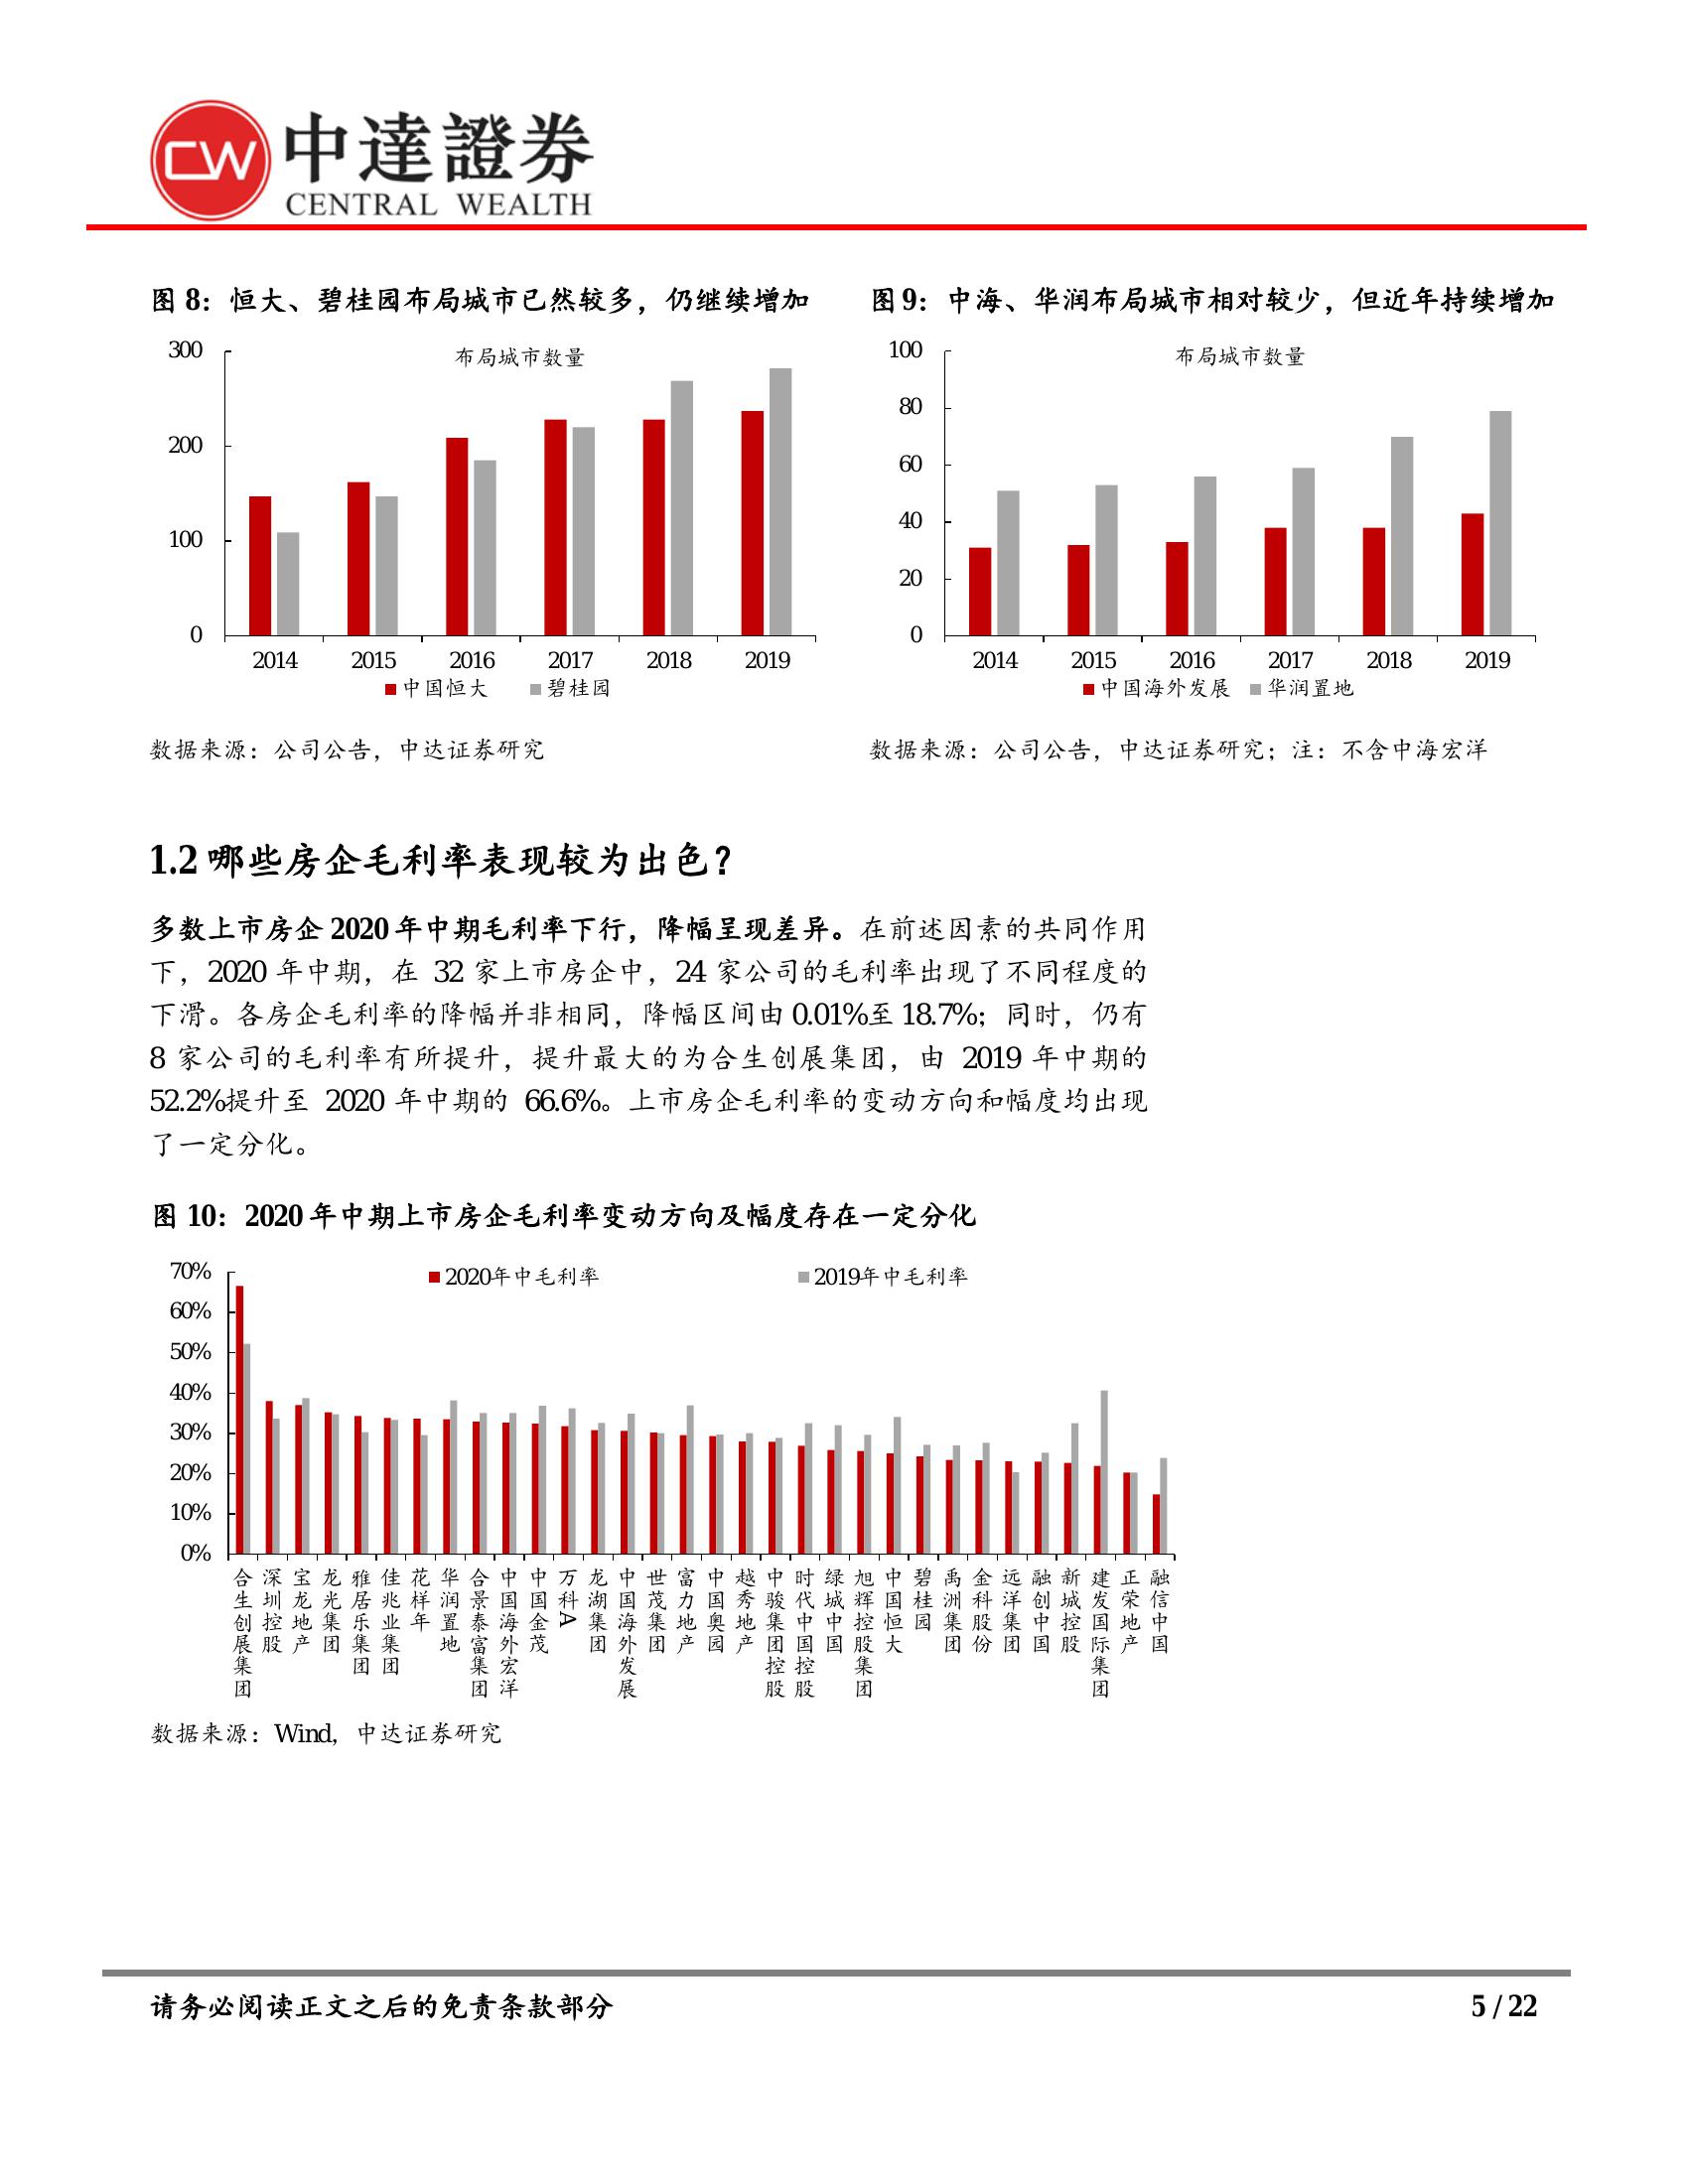 CW 中達證券
CENTRAL WEALTH
图 8：恒大、碧桂园布局城市已然较多，仍继续增加
布局城市数量
300
200
100
0
2014 2015 2016 2017 2018 2019
中国恒大 碧桂园
数据来源：公司公告，中达证券研究
图 9：中海、华润布局城市相对较少，但近年持续增加
布局城市数量
100
80
60
40
20
0
2014 2015 2016 2017 2018 2019
中国海外发展 华润置地
数据来源：公司公告，中达证券研究；注：不含中海宏洋
1.2 哪些房企毛利率表现较为出色？
多数上市房企 2020 年中期毛利率下行，降幅呈现差异。在前述因素的共同作用
下，2020 年中期，在 32 家上市房企中，24 家公司的毛利率出现了不同程度的
下滑。各房企毛利率的降幅并非相同，降幅区间由 0.01%至 18.7%；同时，仍有
8 家公司的毛利率有所提升，提升最大的为合生创展集团，由 2019 年中期的
52.2%提升至 2020 年中期的 66.6%。上市房企毛利率的变动方向和幅度均出现
了一定分化。
图 10：2020 年中期上市房企毛利率变动方向及幅度存在一定分化
2020年中毛利率 2019年中毛利率
70%
60%
50%
40%
30%
20%
10%
0%
合生创展集团
深圳控股
宝龙地产
龙光集团
雅居乐集团
佳兆业集团
花样年
华润置地
合景泰富集团
中国海外宏洋
中国金茂
万科A
龙湖集团
中国海外发展
世茂集团
富力地产
中国奥园
越秀地产
中骏集团控股
时代中国控股
绿城中国
旭辉控股集团
中国恒大
碧桂园
禹洲集团
金科股份
远洋集团
融创中国
新城控股
建发国际集团
正荣地产
融信中国
数据来源：Wind，中达证券研究
请务必阅读正文之后的免责条款部分
5 / 22